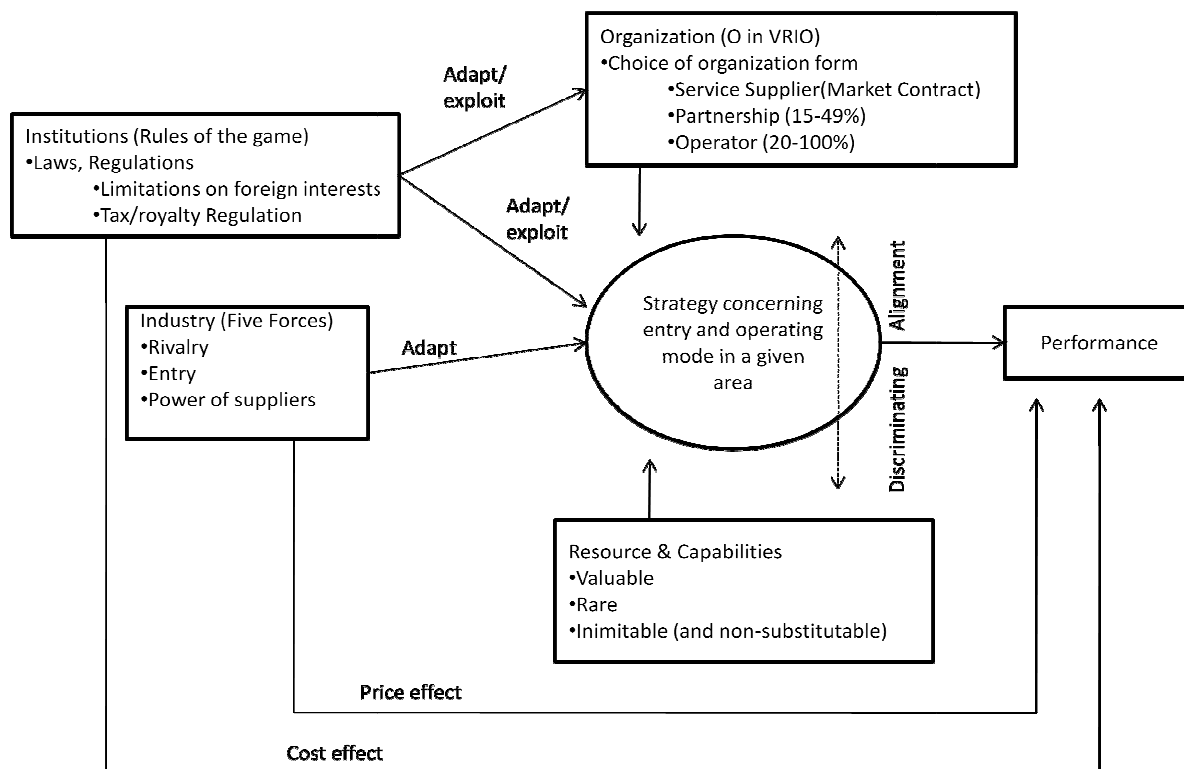 Organization (O in VRIO)
•Choice of organization form
•Service Supplier(Market Contract)
•Partnership (15-49%)
•Operator (20-100%)
Adapt/
exploit
Institutions (Rules of the game)
•Laws, Regulations
•Limitations on foreign interests
•Tax/royalty Regulation
Adapt/
exploit
Industry (Five Forces)
•Rivalry
•Entry
•Power of suppliers
Adapt
Strategy concerning
entry and operating
mode in a given
area
Alignment
Discriminating
Performance
Resource & Capabilities
•Valuable
•Rare
•Inimitable (and non-substitutable)
Price effect
Cost effect